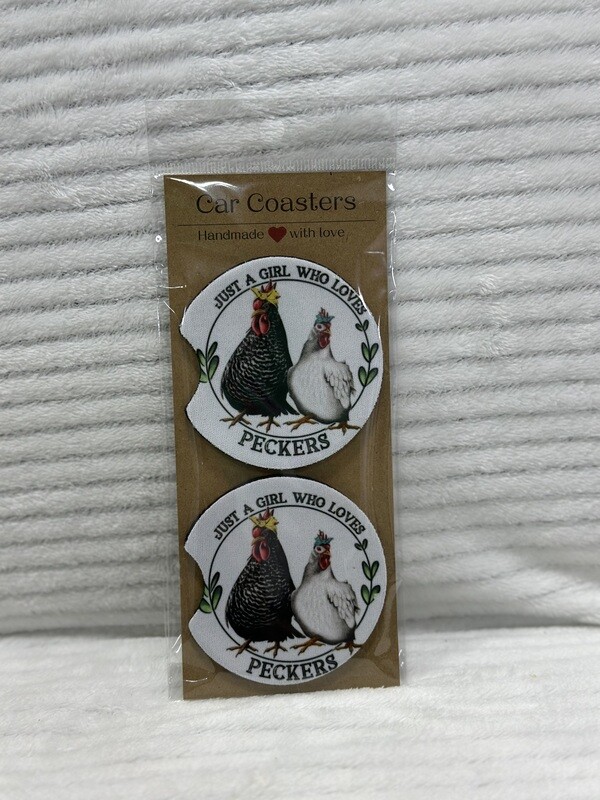 Car Coasters
Handmade ❤ with love
JUST A GIRL WHO LOVES
PECKERS
JUST A GIRL WHO LOVES
PECKERS